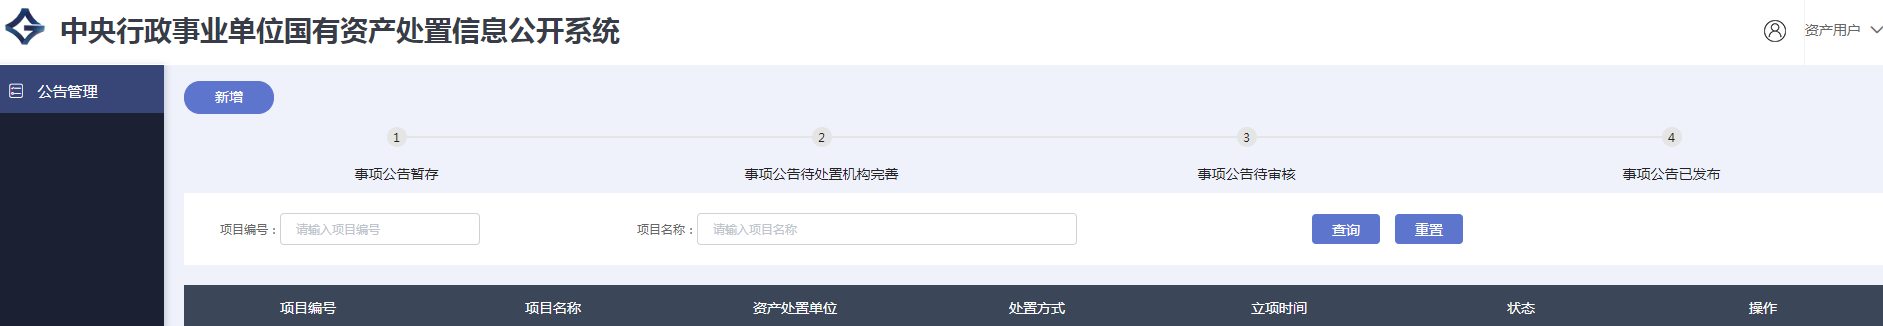 中央行政事业单位国有资产处置信息公开系统
资产用户
公告管理
新增
1 2 3 4
事项公告暂存 事项公告待处置机构完善 事项公告待审核 事项公告已发布
项目编号： 请输入项目编号 项目名称： 请输入项目名称 查询 重置
项目编号 项目名称 资产处置单位 处置方式 立项时间 状态 操作